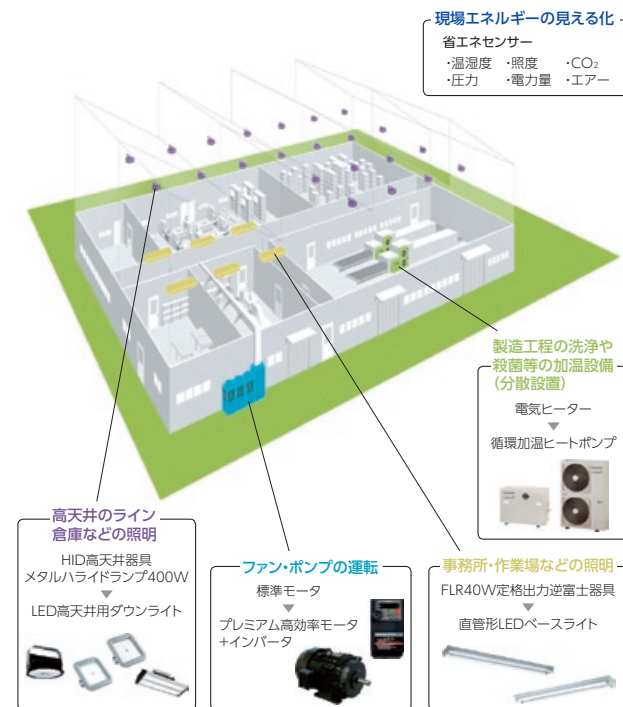 現場エネルギーの見える化
省エネセンサー
・温湿度 ・照度 ・CO₂
・圧力 ・電力量 ・エアー
製造工程の洗浄や
殺菌等の加温設備
（分散設置）
電気ヒーター
▼
循環加温ヒートポンプ
高天井のライン
倉庫などの照明
HID高天井器具
メタルハライドランプ400W
▼
LED高天井用ダウンライト
ファン・ポンプの運転
標準モータ
▼
プレミアム高効率モータ
+インバータ
事務所・作業場などの照明
FLR40W定格出力逆富士器具
▼
直管形LEDベースライト